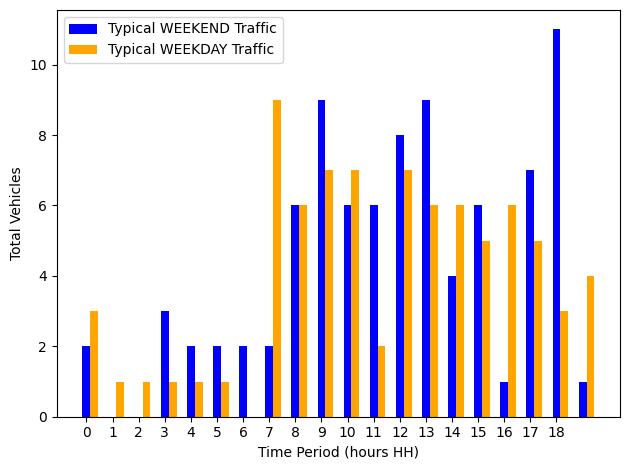 Typical WEEKEND Traffic
Typical WEEKDAY Traffic
10
8
6
4
2
0
Total Vehicles
0 1 2 3 4 5 6 7 8 9 10 11 12 13 14 15 16 17 18
Time Period (hours HH)